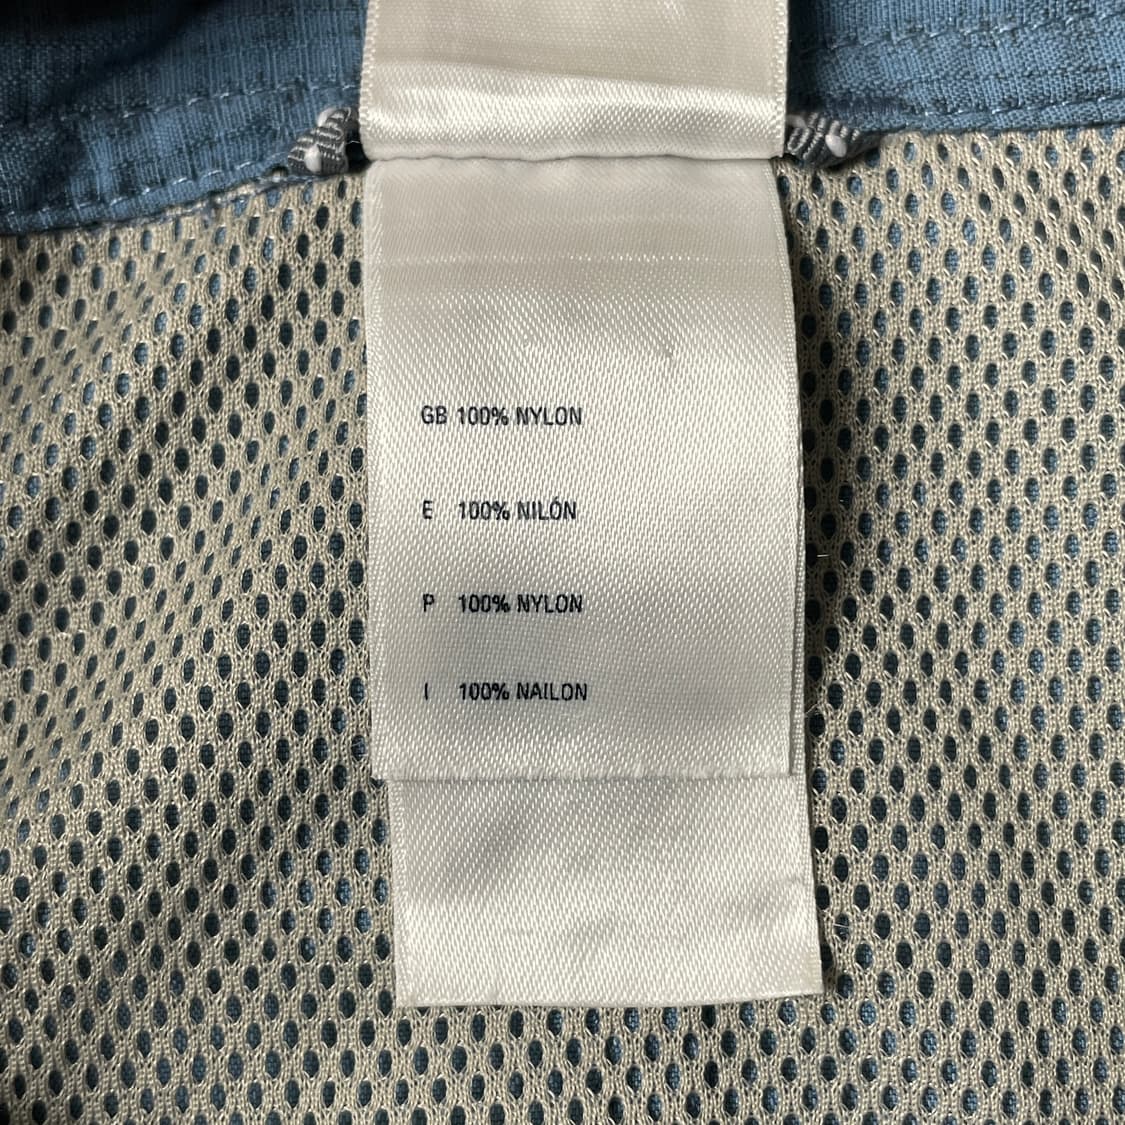 GB 100% NYLON
E 100% NILÓN
P 100% NYLON
I 100% NAILON